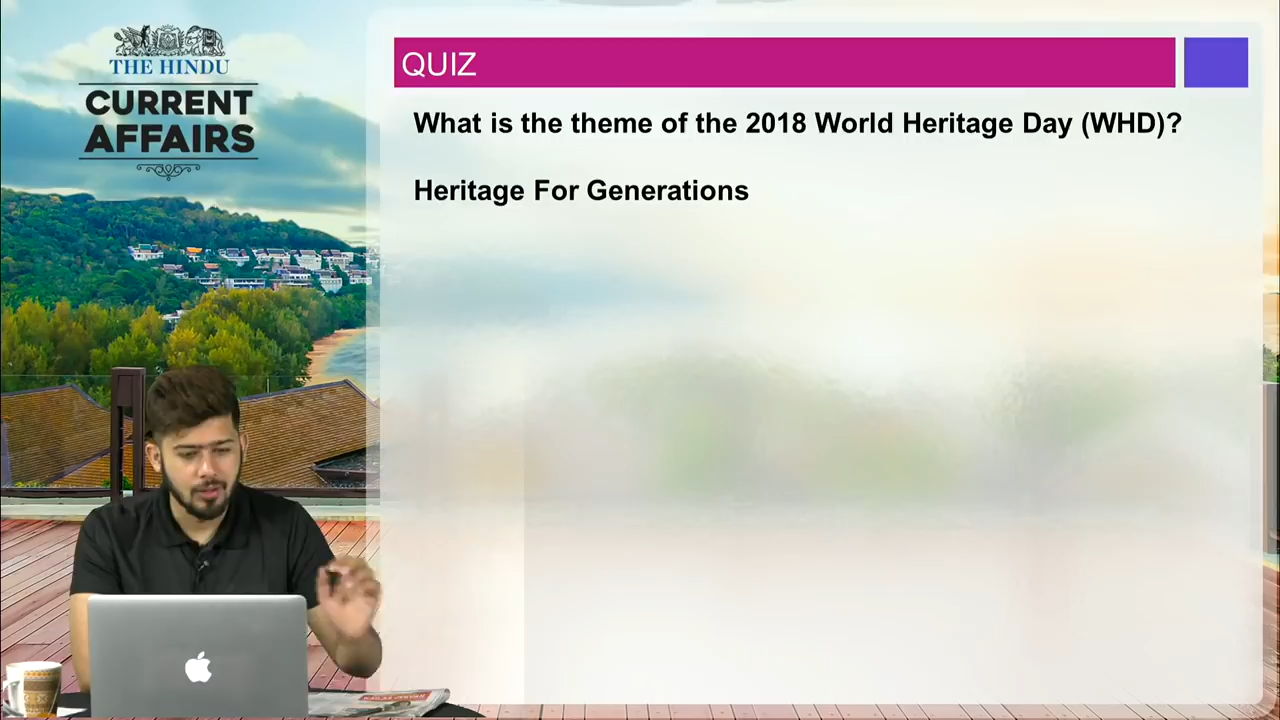 THE HINDU
CURRENT
AFFAIRS
QUIZ
What is the theme of the 2018 World Heritage Day (WHD)?
Heritage For Generations